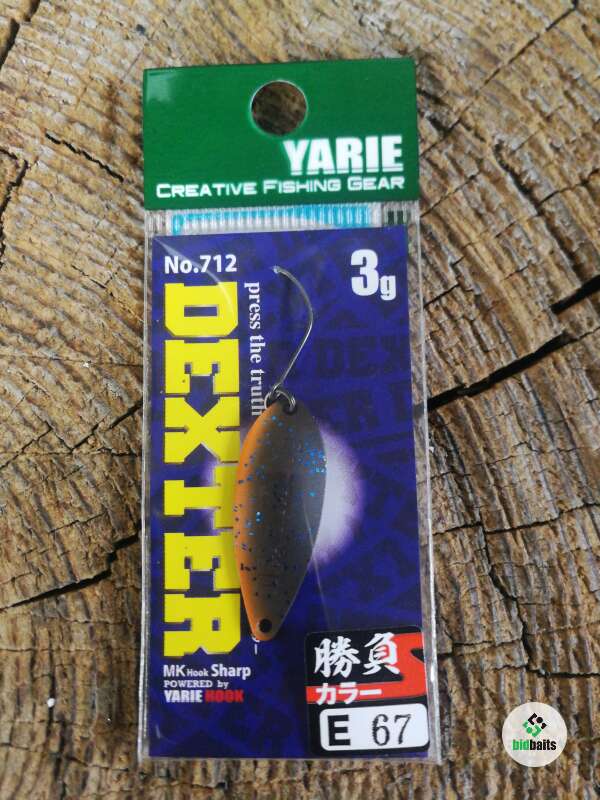 YARIE
CREATIVE FISHING GEAR
No.712
3g
DEXTER
press the truth
MK Hook Sharp
POWERED by
YARIE HOOK
勝負
カラー
E 67
bidbaits